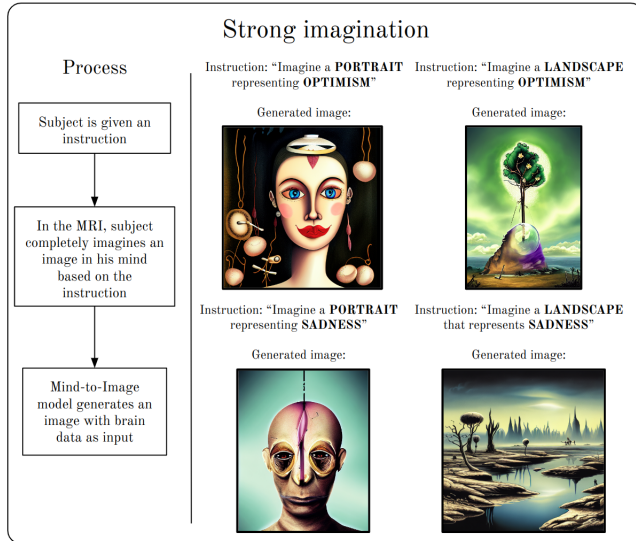 Strong imagination
Process
Subject is given an
instruction
In the MRI, subject
completely imagines an
image in his mind
based on the
instruction
Mind-to-Image
model generates an
image with brain
data as input
Instruction: “Imagine a PORTRAIT
representing OPTIMISM”
Generated image:
Instruction: “Imagine a LANDSCAPE
representing OPTIMISM”
Generated image:
Instruction: “Imagine a PORTRAIT
representing SADNESS”
Generated image:
Instruction: “Imagine a LANDSCAPE
that represents SADNESS”
Generated image: